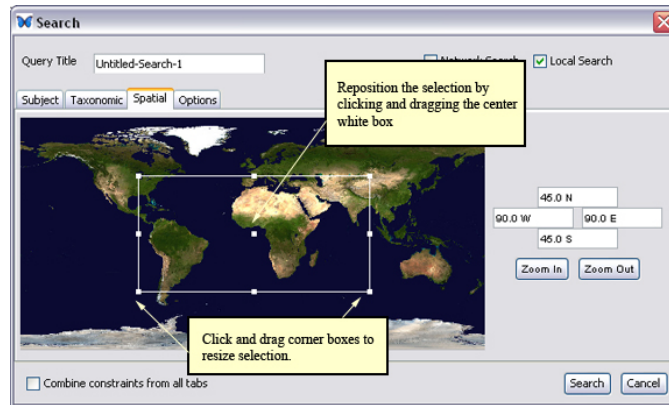 Search
Query Title
Untitled-Search-1
Search
Local Search
Reposition the selection by
clicking and dragging the center
white box
Subject
Taxonomic
Spatial
Options
45.0 N
90.0 W
90.0 E
45.0 S
Zoom In
Zoom Out
Click and drag corner boxes to
resize selection.
Combine constraints from all tabs
Search
Cancel